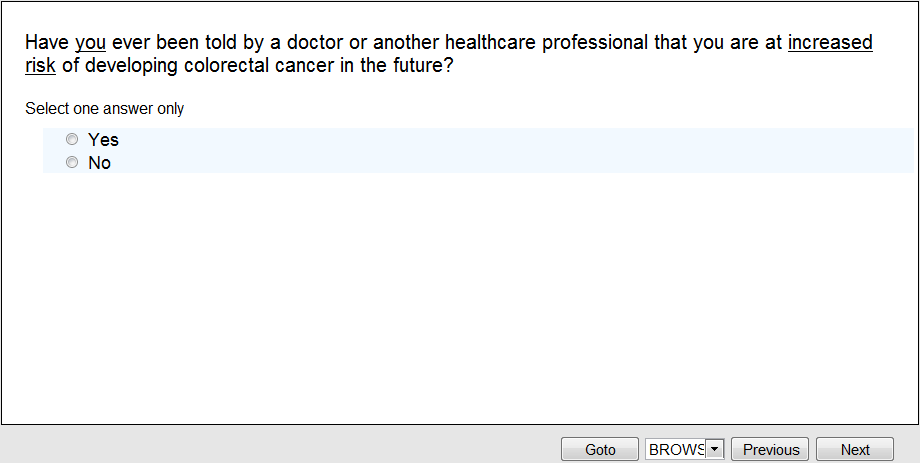 Have you ever been told by a doctor or another healthcare professional that you are at increased
risk of developing colorectal cancer in the future?
Select one answer only
Yes
No
Goto BROWS Previous Next